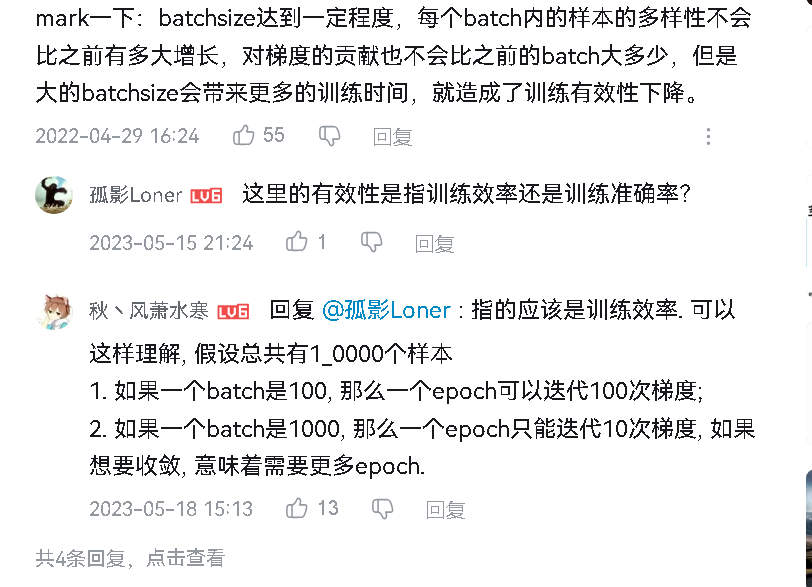 mark一下：batchsize达到一定程度，每个batch内的样本的多样性不会
比之前有多大增长，对梯度的贡献也不会比之前的batch大多少，但是
大的batchsize会带来更多的训练时间，就造成了训练有效性下降。
2022-04-29 16:24 55 回复
孤影Loner LV6 这里的有效性是指训练效率还是训练准确率？
2023-05-15 21:24 1 回复
秋丶风萧水寒 LV6 回复 @孤影Loner : 指的应该是训练效率. 可以
这样理解, 假设总共有1_0000个样本
1. 如果一个batch是100, 那么一个epoch可以迭代100次梯度;
2. 如果一个batch是1000, 那么一个epoch只能迭代10次梯度, 如果
想要收敛, 意味着需要更多epoch.
2023-05-18 15:13 13 回复
共4条回复，点击查看